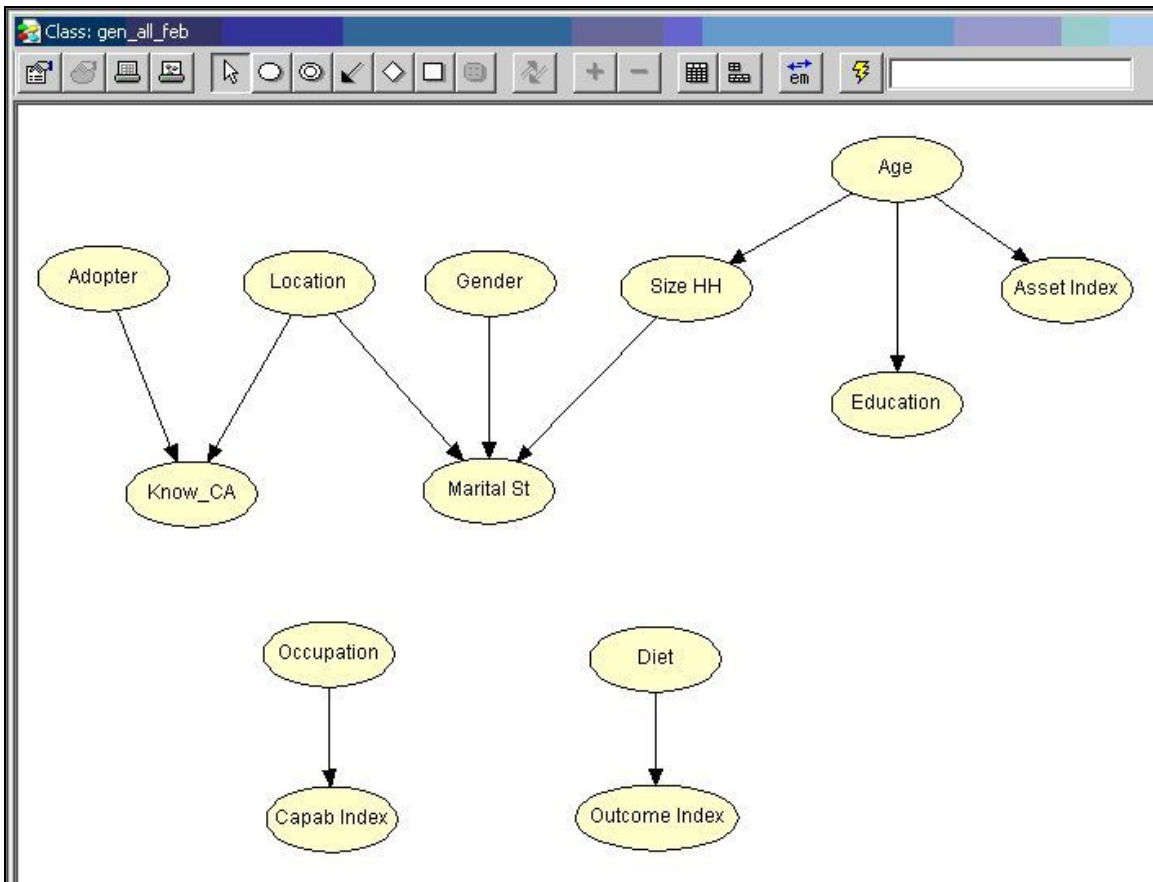 Class: gen_all_feb
em
Age
Adopter
Location
Gender
Size HH
Asset Index
Education
Know_CA
Marital St
Occupation
Diet
Capab Index
Outcome Index